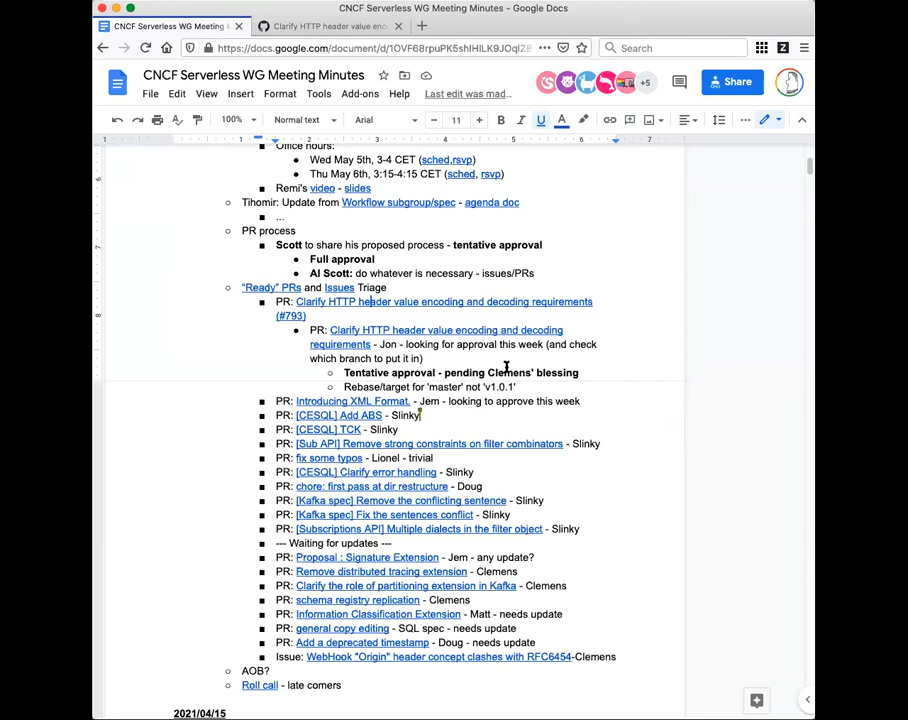 CNCF Serverless WG Meeting Minutes - Google Docs
CNCF Serverless WG Meeting M
Clarify HTTP header value enc
https://docs.google.com/document/d/1OVF68rpuPK5shIHILK9JOqlZE
Search
CNCF Serverless WG Meeting Minutes
+5
Share
File Edit View Insert Format Tools Add-ons Help Last edit was mad...
100% Normal text Arial 11 B I U A
1 1 2 3 4 5 6 7
Office hours:
Wed May 5th, 3-4 CET (sched,rsvp)
Thu May 6th, 3:15-4:15 CET (sched, rsvp)
Remi's video - slides
Tihomir: Update from Workflow subgroup/spec - agenda doc
...
PR process
Scott to share his proposed process - tentative approval
Full approval
AI Scott: do whatever is necessary - issues/PRs
"Ready" PRs and Issues Triage
PR: Clarify HTTP header value encoding and decoding requirements
(#793)
PR: Clarify HTTP header value encoding and decoding
requirements - Jon - looking for approval this week (and check
which branch to put it in)
Tentative approval - pending Clemens' blessing
Rebase/target for 'master' not 'v1.0.1'
PR: Introducing XML Format. - Jem - looking to approve this week
PR: [CESQL] Add ABS - Slinky
PR: [CESQL] TCK - Slinky
PR: [Sub API] Remove strong constraints on filter combinators - Slinky
PR: fix some typos - Lionel - trivial
PR: [CESQL] Clarify error handling - Slinky
PR: chore: first pass at dir restructure - Doug
PR: [Kafka spec] Remove the conflicting sentence - Slinky
PR: [Kafka spec] Fix the sentences conflict - Slinky
PR: [Subscriptions API] Multiple dialects in the filter object - Slinky
--- Waiting for updates ---
PR: Proposal : Signature Extension - Jem - any update?
PR: Remove distributed tracing extension - Clemens
PR: Clarify the role of partitioning extension in Kafka - Clemens
PR: schema registry replication - Clemens
PR: Information Classification Extension - Matt - needs update
PR: general copy editing - SQL spec - needs update
PR: Add a deprecated timestamp - Doug - needs update
Issue: WebHook "Origin" header concept clashes with RFC6454-Clemens
AOB?
Roll call - late comers
2021/04/15